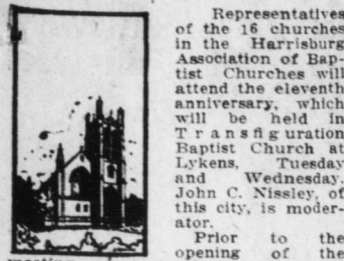 Representatives
of the 16 churches
in the Harrisburg
Association of Bap-
tist Churches will
attend the eleventh
anniversary, which
will be held in
Transfiguration
Baptist Church at
Lykens, Tuesday
and Wednesday.
John C. Nissley, of
this city, is moder-
ator.
Prior to the
opening of the